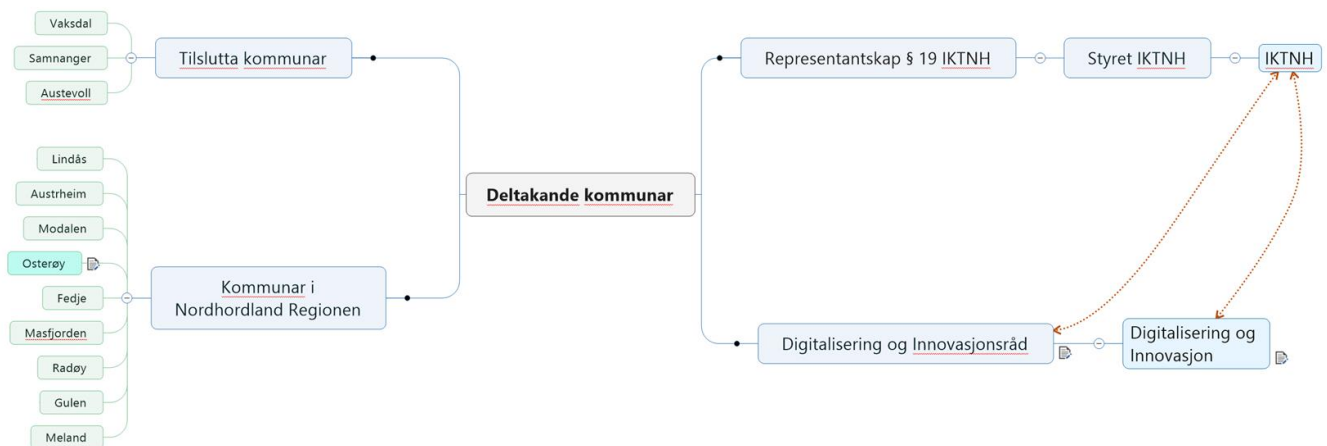 Vaksdal
Samnanger
Austevoll
Tilslutta kommunar
Lindås
Austrheim
Modalen
Osterøy
Fedje
Masfjorden
Radøy
Gulen
Meland
Kommunar i
Nordhordland Regionen
Deltakande kommunar
Representantskap § 19 IKTNH
Styret IKTNH
IKTNH
Digitalisering og Innovasjonsråd
Digitalisering og
Innovasjon